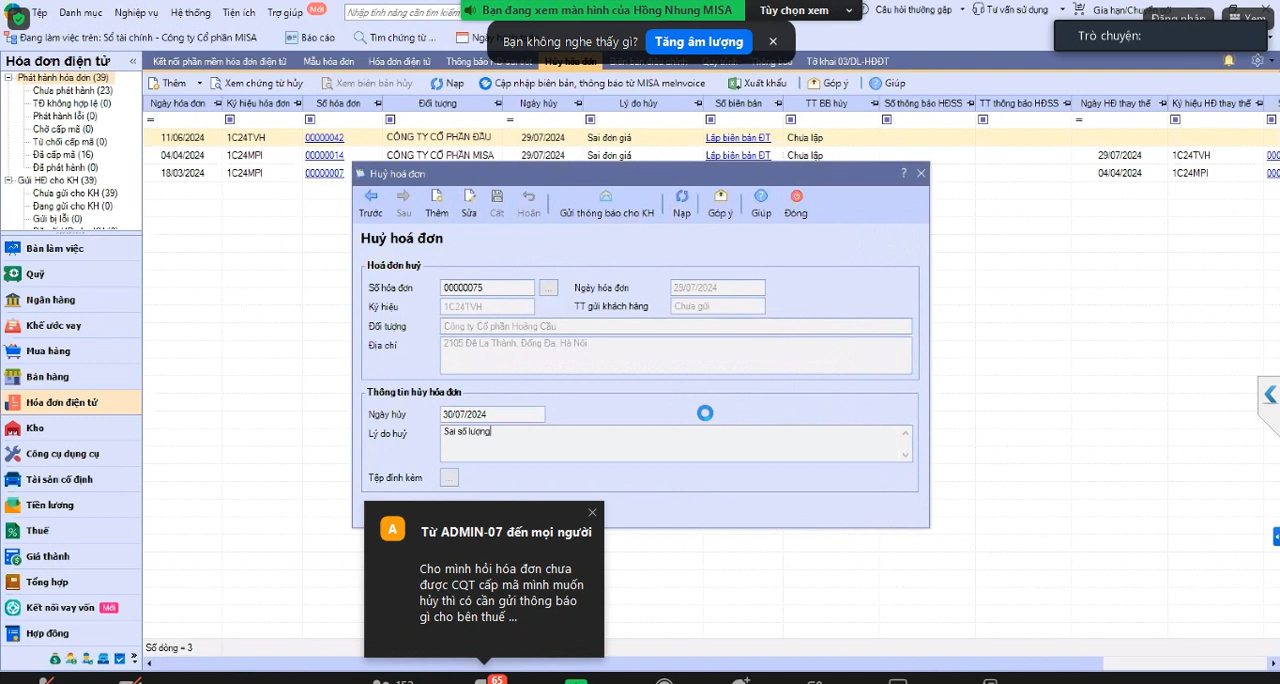 Tệp Danh mục Nghiệp vụ Hệ thống Tiện ích Trợ giúp Mới Nhập tính năng cần tìm kiếm Bạn đang xem màn hình của Hồng Nhung MISA Tùy chọn xem Câu hỏi thường gặp Tư vấn sử dụng Gia hạn/Chuyển
Đăng nhập Xem
Đang làm việc trên: Sổ tài chính - Công ty CP MISA Báo cáo Tìm chứng từ ... Ngày
Bạn không nghe thấy gì? Tăng âm lượng
Trò chuyện:
Hóa đơn điện tử
Kết nối phần mềm hóa đơn điện tử Mẫu hóa đơn Hóa đơn điện tử Hủy hóa đơn Tờ khai 03/DL-HĐĐT
Phát hành hóa đơn (39)
Chưa phát hành (23)
TĐ không hợp lệ (0)
Phát hành lỗi (0)
Chờ cấp mã (0)
Từ chối cấp mã (0)
Đã cấp mã (16)
Đã phát hành (0)
Gửi HĐ cho KH (39)
Chưa gửi cho KH (39)
Đang gửi cho KH (0)
Gửi bị lỗi (0)
Thêm Xem chứng từ hủy Xem biên bản hủy Nạp Cập nhập biên bản, thông báo từ MISA meInvoice Xuất khẩu Góp ý Giúp
Ngày hóa đơn Ký hiệu hóa đơn Số hóa đơn Đối tượng Ngày hủy Lý do hủy Số biên bản TT BB hủy Số thông báo HĐSS TT thông báo HĐSS Ngày HĐ thay thế Ký hiệu HĐ thay thế
11/06/2024 1C24TVH 00000042 CÔNG TY CỔ PHẦN ĐẦU 29/07/2024 Sai đơn giá Lập biên bản ĐT Chưa lập
04/04/2024 1C24MPI 00000014 CÔNG TY CỔ PHẦN MISA 29/07/2024 Sai đơn giá Lập biên bản ĐT Chưa lập 29/07/2024 1C24TVH 000
18/03/2024 1C24MPI 00000007 04/04/2024 1C24MPI 000
Huỷ hoá đơn
Trước Sau Thêm Sửa Cất Hoãn Gửi thông báo cho KH Nạp Góp ý Giúp Đóng
Huỷ hoá đơn
Hoá đơn huỷ
Số hóa đơn 00000075 ... Ngày hóa đơn 29/07/2024
Ký hiệu 1C24TVH TT gửi khách hàng Chưa gửi
Đối tượng Công ty Cổ phần Hoàng Cầu
Địa chỉ 2105 Đê La Thành, Đống Đa, Hà Nội
Thông tin hủy hóa đơn
Ngày hủy 30/07/2024
Lý do huỷ Sai số lượng
Tệp đính kèm ...
A Từ ADMIN-07 đến mọi người
Cho mình hỏi hóa đơn chưa
được CQT cấp mã mình muốn
hủy thì có cần gửi thông báo
gì cho bên thuế ...
Bàn làm việc
Quỹ
Ngân hàng
Khế ước vay
Mua hàng
Bán hàng
Hóa đơn điện tử
Kho
Công cụ dụng cụ
Tài sản cố định
Tiền lương
Thuế
Giá thành
Tổng hợp
Kết nối vay vốn Mới
Hợp đồng
Số dòng = 3
65
153